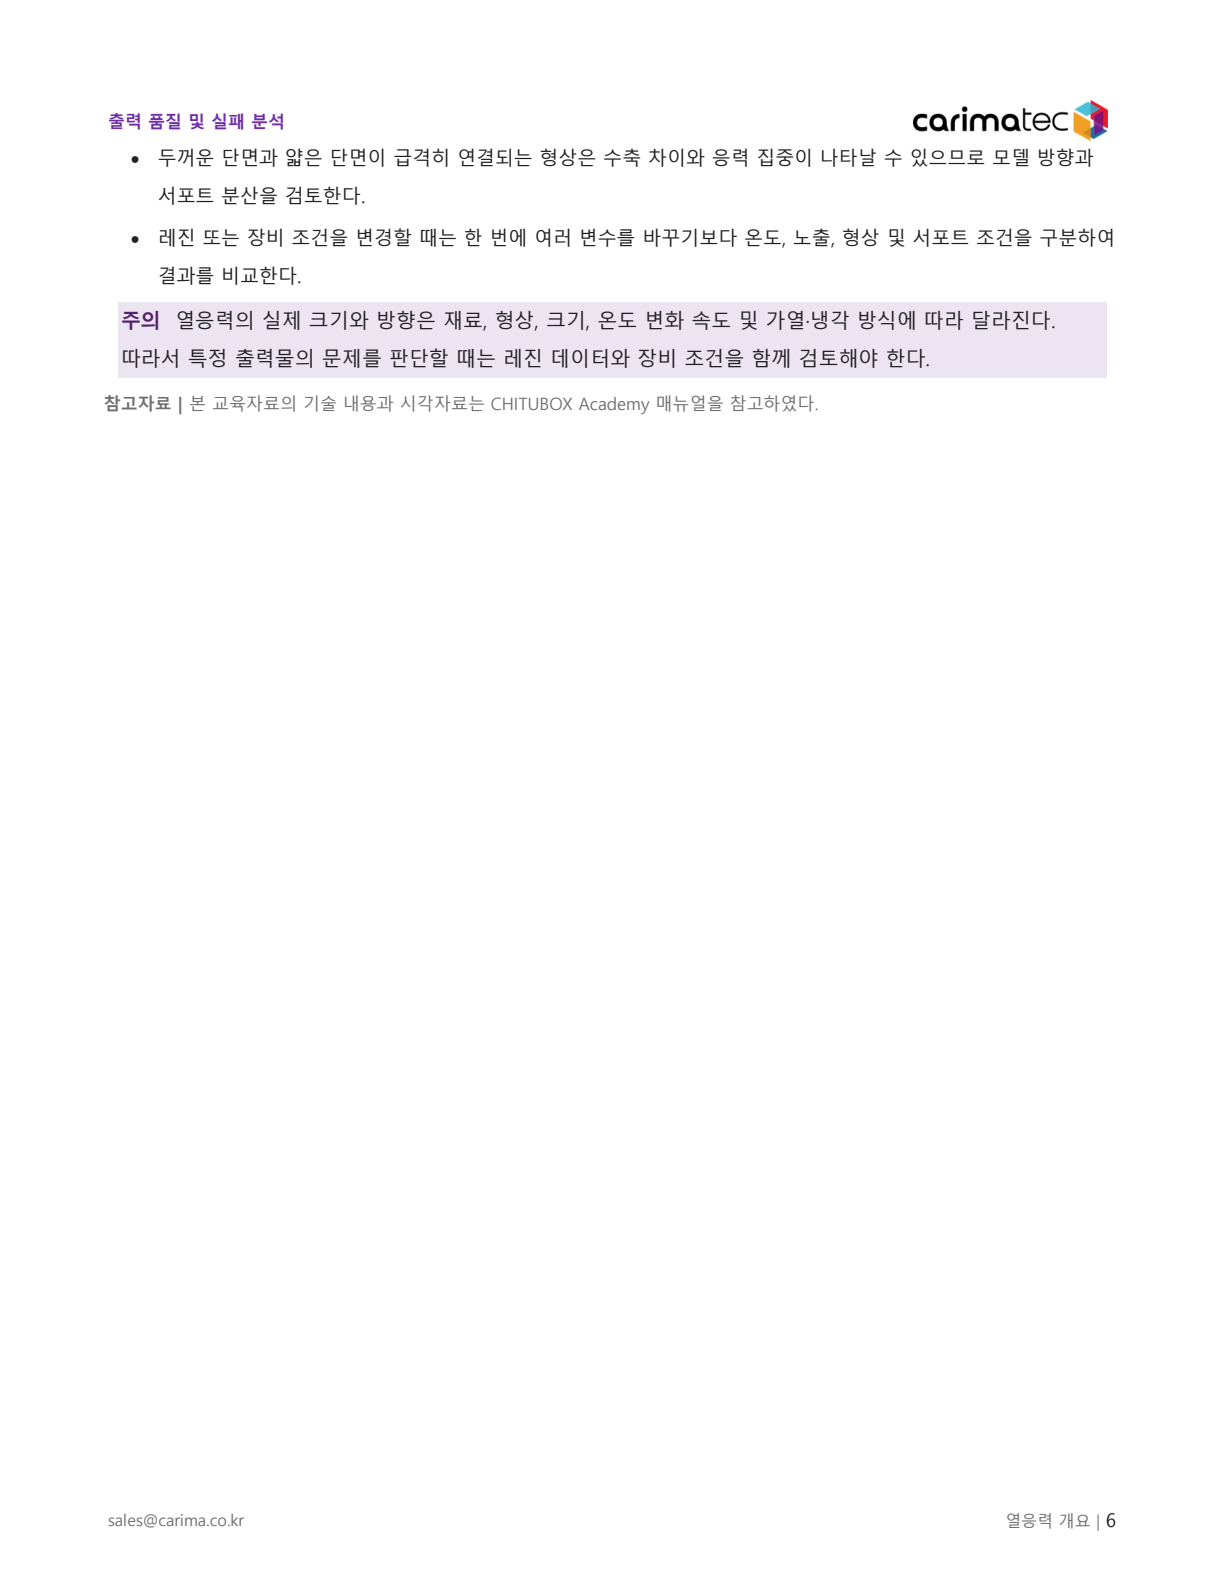 출력 품질 및 실패 분석
carimatec
• 두꺼운 단면과 얇은 단면이 급격히 연결되는 형상은 수축 차이와 응력 집중이 나타날 수 있으므로 모델 방향과
서포트 분산을 검토한다.
• 레진 또는 장비 조건을 변경할 때는 한 번에 여러 변수를 바꾸기보다 온도, 노출, 형상 및 서포트 조건을 구분하여
결과를 비교한다.
주의 열응력의 실제 크기와 방향은 재료, 형상, 크기, 온도 변화 속도 및 가열·냉각 방식에 따라 달라진다.
따라서 특정 출력물의 문제를 판단할 때는 레진 데이터와 장비 조건을 함께 검토해야 한다.
참고자료 | 본 교육자료의 기술 내용과 시각자료는 CHITUBOX Academy 매뉴얼을 참고하였다.
sales@carima.co.kr
열응력 개요 | 6